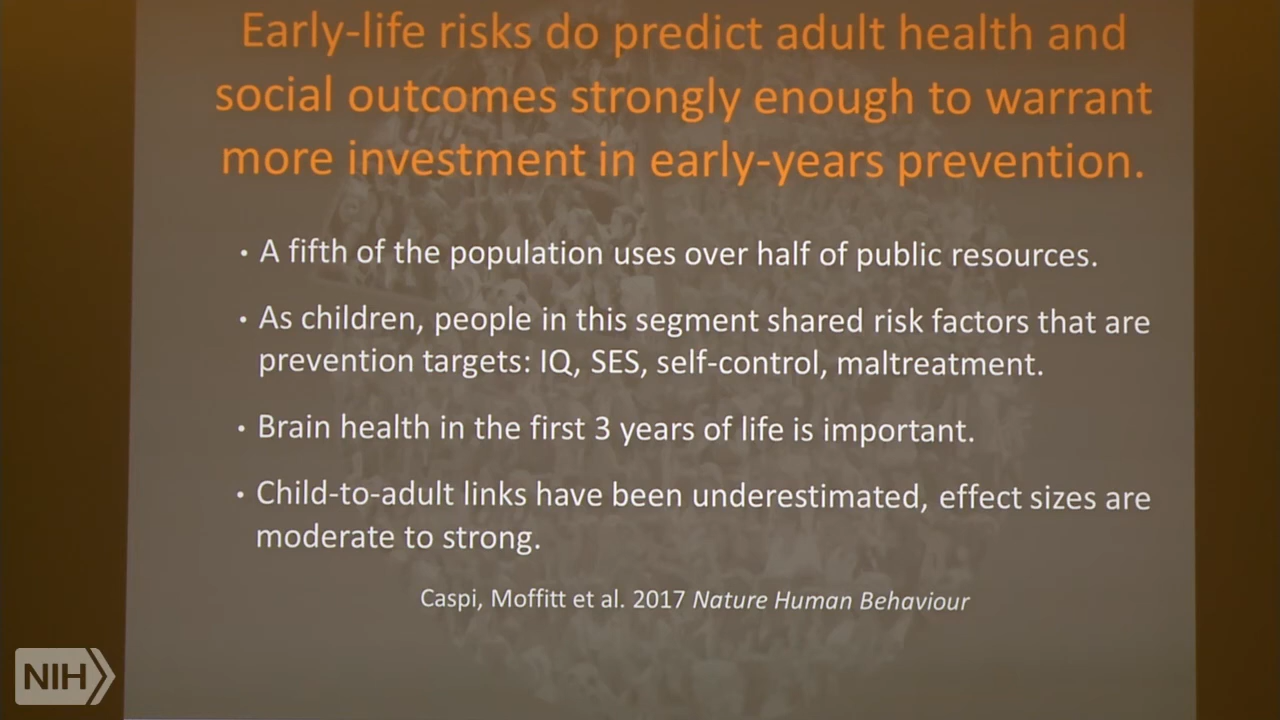 Early-life risks do predict adult health and
social outcomes strongly enough to warrant
more investment in early-years prevention.
• A fifth of the population uses over half of public resources.
• As children, people in this segment shared risk factors that are
prevention targets: IQ, SES, self-control, maltreatment.
• Brain health in the first 3 years of life is important.
• Child-to-adult links have been underestimated, effect sizes are
moderate to strong.
Caspi, Moffitt et al. 2017 Nature Human Behaviour
NIH